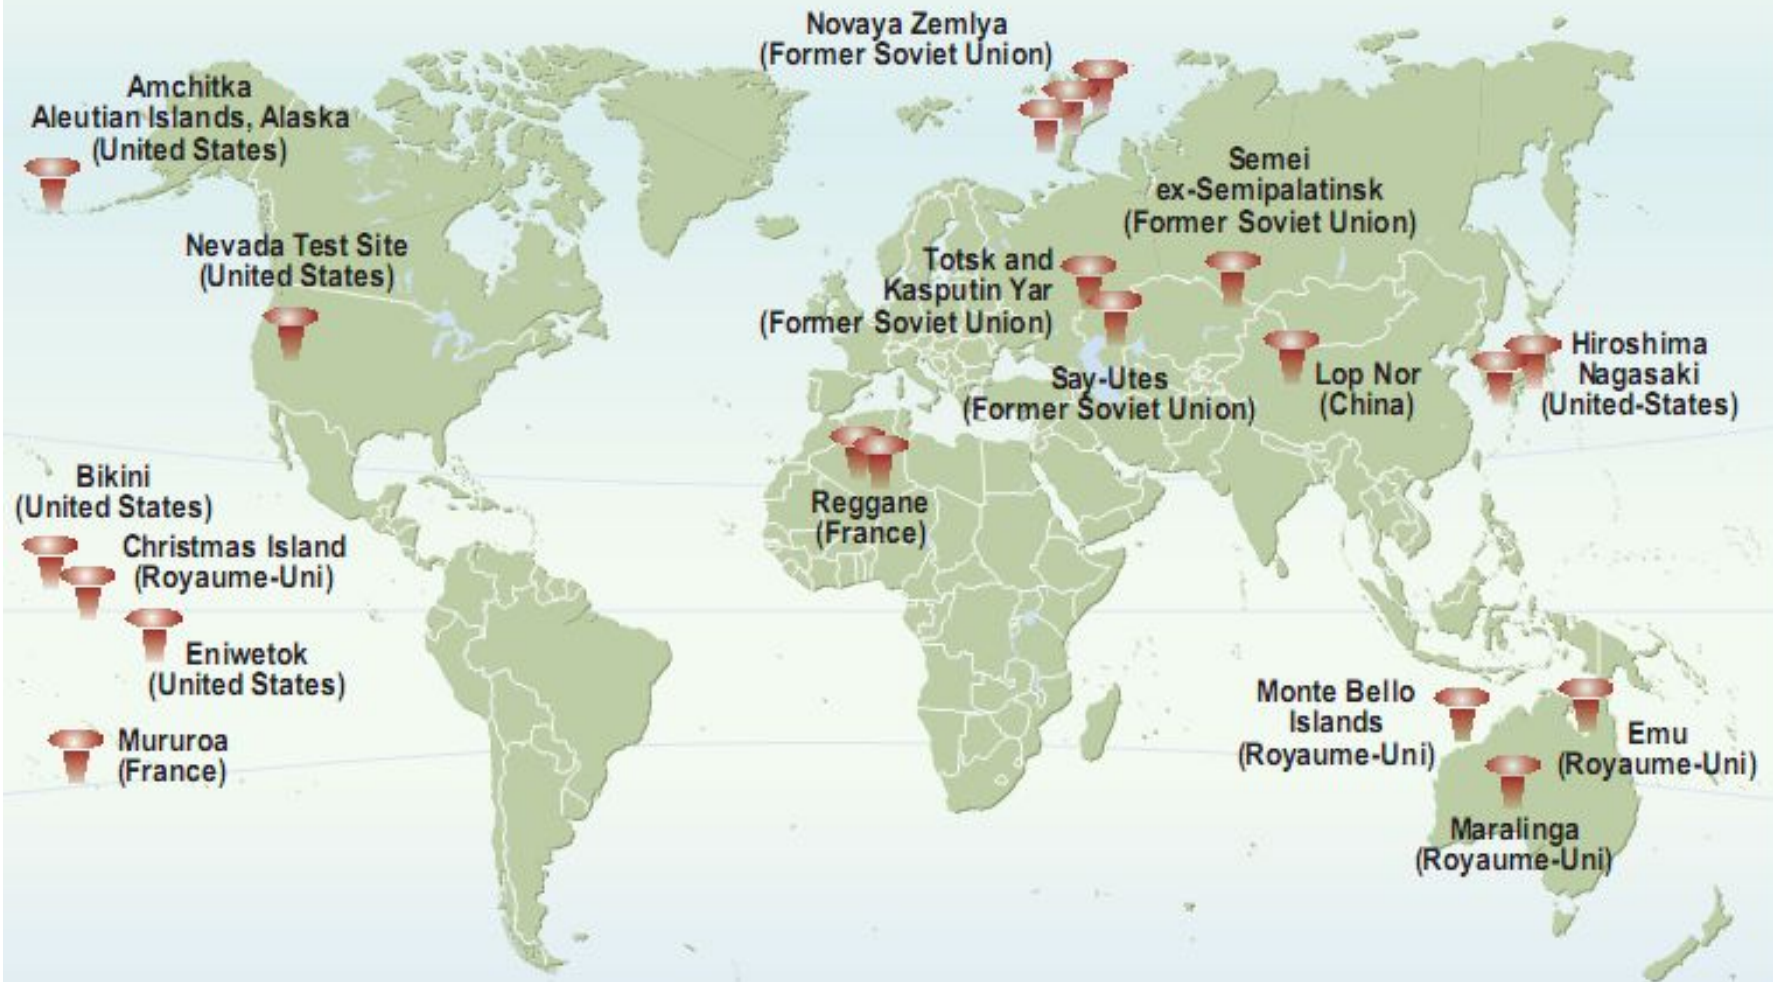 Novaya Zemlya
(Former Soviet Union)
Amchitka
Aleutian Islands, Alaska
(United States)
Semei
ex-Semipalatinsk
(Former Soviet Union)
Nevada Test Site
(United States)
Totsk and
Kasputin Yar
(Former Soviet Union)
Hiroshima
Nagasaki
(United-States)
Lop Nor
(China)
Say-Utes
(Former Soviet Union)
Bikini
(United States)
Reggane
(France)
Christmas Island
(Royaume-Uni)
Eniwetok
(United States)
Monte Bello
Islands
(Royaume-Uni)
Emu
(Royaume-Uni)
Mururoa
(France)
Maralinga
(Royaume-Uni)